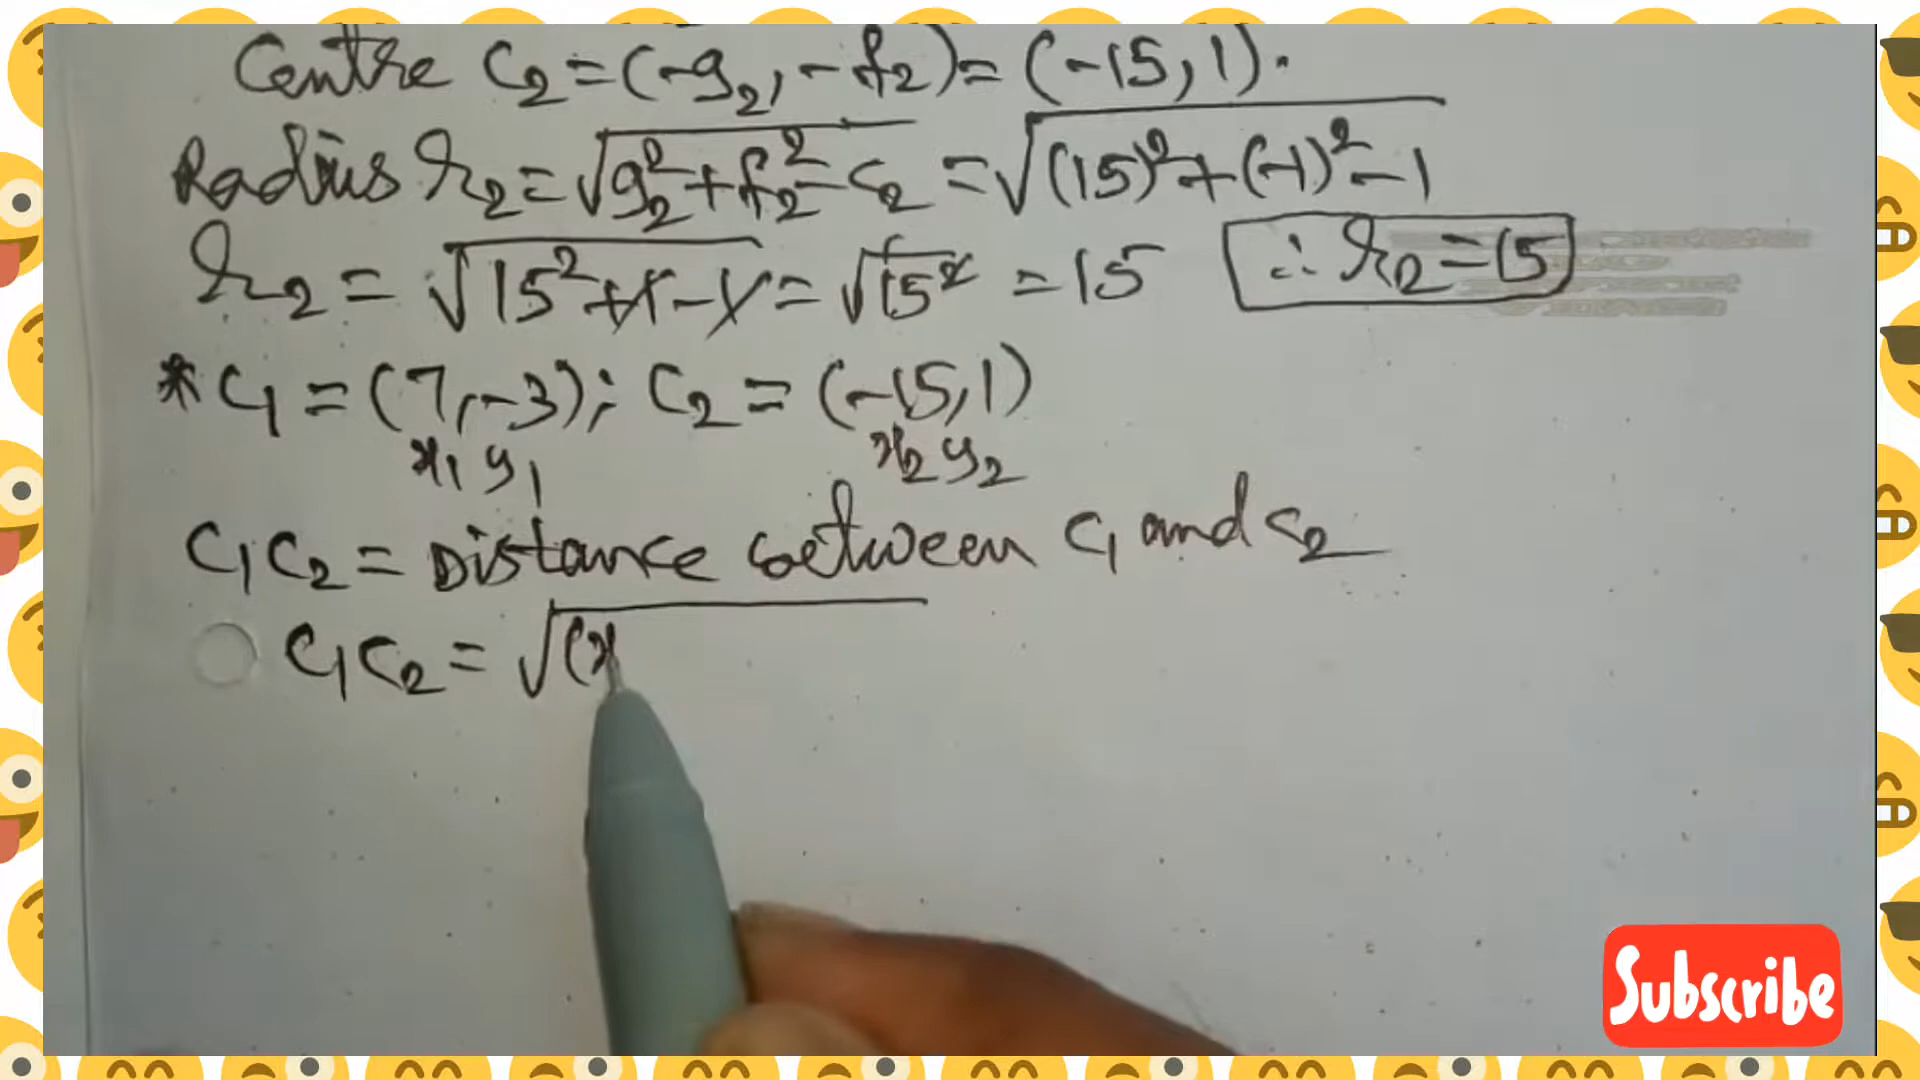 Centre C₂ = (-g₂, -f₂) = (-15, 1).
Radius r₂ = √(g₂² + f₂² - c₂) = √((15)² + (-1)² - 1)
r₂ = √(15² + 1 - 1) = √(15²) = 15 ∴ r₂ = 15
* C₁ = (7, -3); C₂ = (-15, 1)
x₁ y₁ x₂ y₂
C₁C₂ = Distance between C₁ and C₂
C₁C₂ = √(x
Subscribe